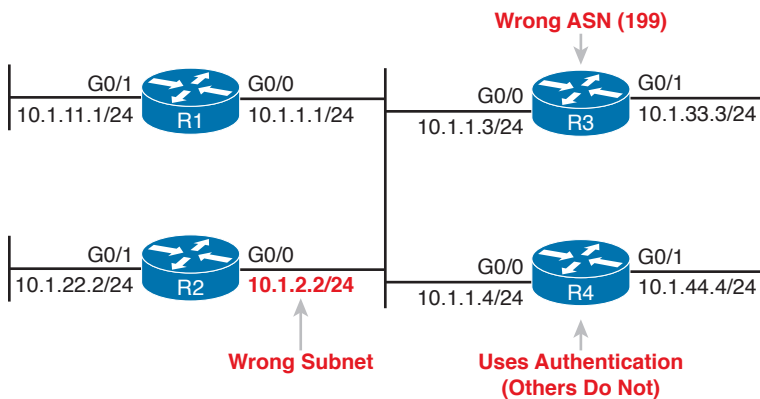 Wrong ASN (199)
G0/1
G0/0
10.1.11.1/24
R1
10.1.1.1/24
G0/0
G0/1
10.1.1.3/24
R3
10.1.33.3/24
G0/1
G0/0
10.1.22.2/24
R2
10.1.2.2/24
G0/0
G0/1
10.1.1.4/24
R4
10.1.44.4/24
Wrong Subnet
Uses Authentication
(Others Do Not)